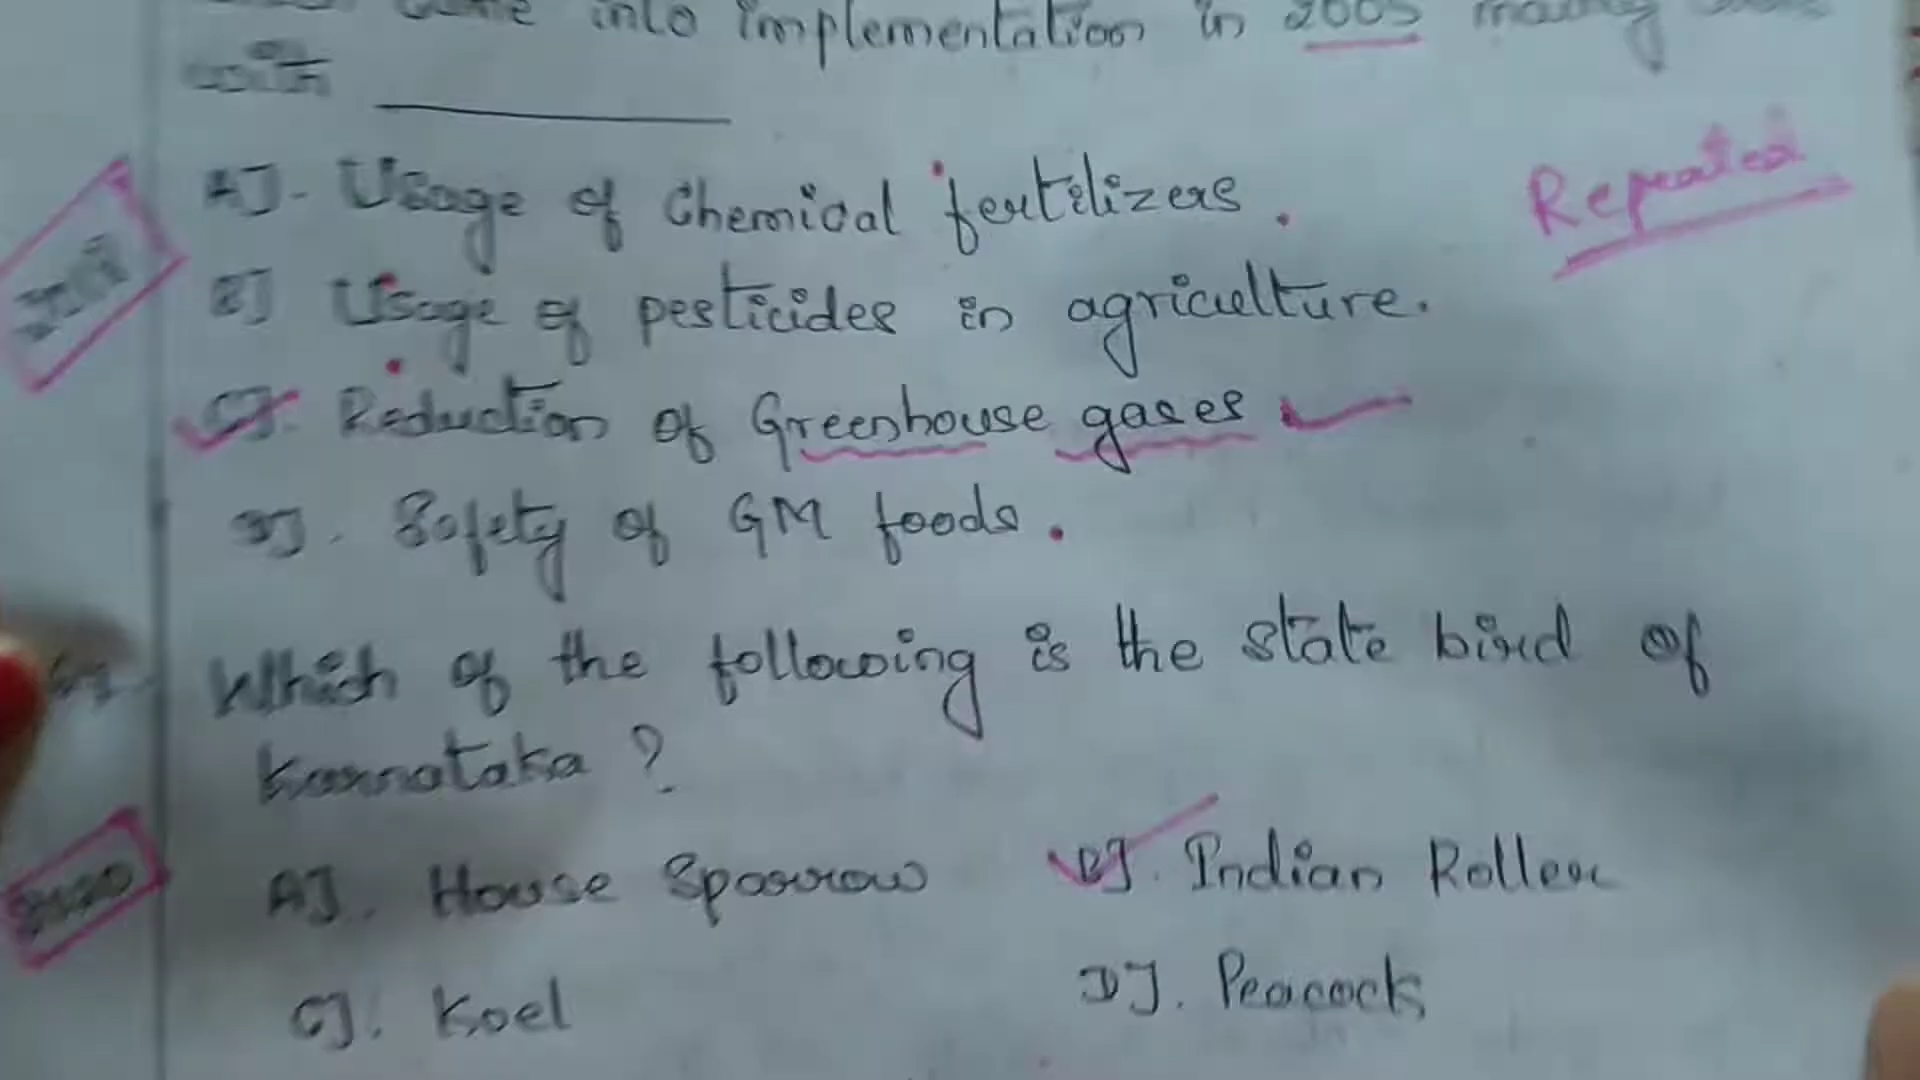 into implementation in 2005 mainly
with
A]. Usage of Chemical fertilizers.
Repeated
B] Usage of pesticides in agriculture.
C]. Reduction of Greenhouse gases
D]. Safety of GM foods.
Which of the following is the state bird of
Karnataka ?
2020
A]. House Sparrow B]. Indian Roller
C]. Koel D]. Peacock